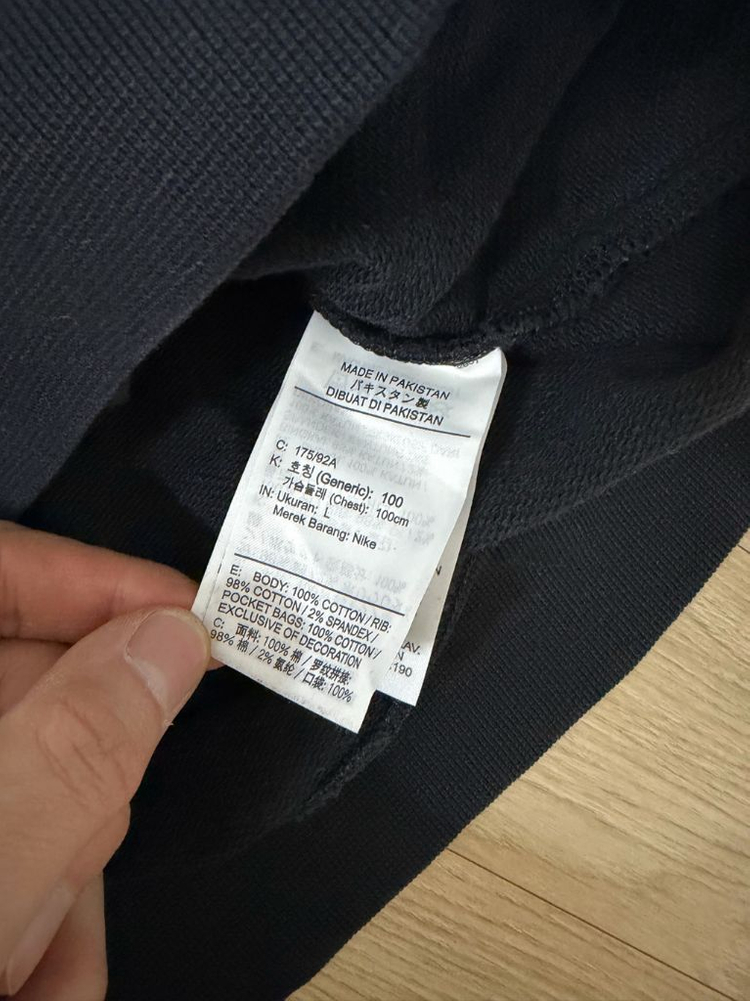 MADE IN PAKISTAN
パキスタン製
DIBUAT DI PAKISTAN
C: 175/92A
K: 호칭 (Generic): 100
가슴둘레 (Chest): 100cm
IN: Ukuran: L
Merek Barang: Nike
E: BODY: 100% COTTON / RIB:
98% COTTON / 2% SPANDEX /
POCKET BAGS: 100% COTTON /
EXCLUSIVE OF DECORATION
C: 面料: 100% 棉 / 罗纹拼接:
98% 棉 / 2% 氨纶 / 口袋: 100%
N
AV.
N
190